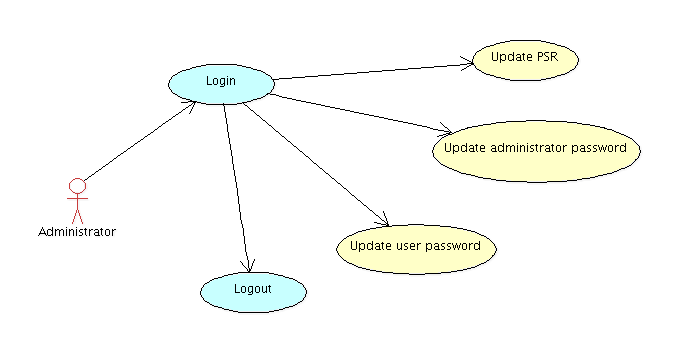 Update PSR
Login
Update administrator password
Administrator
Update user password
Logout